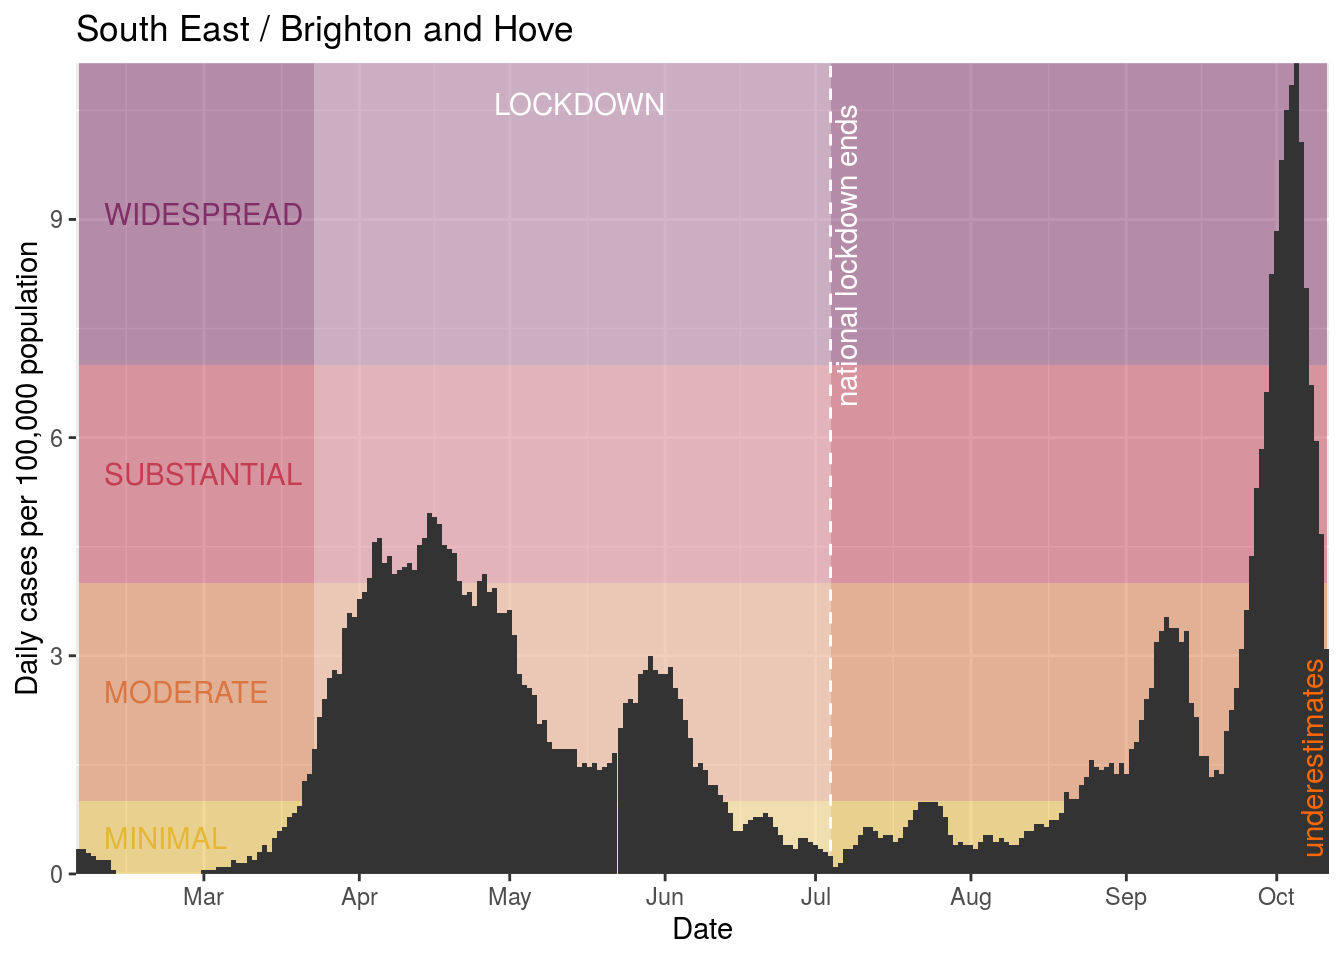 South East / Brighton and Hove
LOCKDOWN
national lockdown ends
WIDESPREAD
SUBSTANTIAL
MODERATE
MINIMAL
underestimates
Daily cases per 100,000 population
9
6
3
0
Mar Apr May Jun Jul Aug Sep Oct
Date